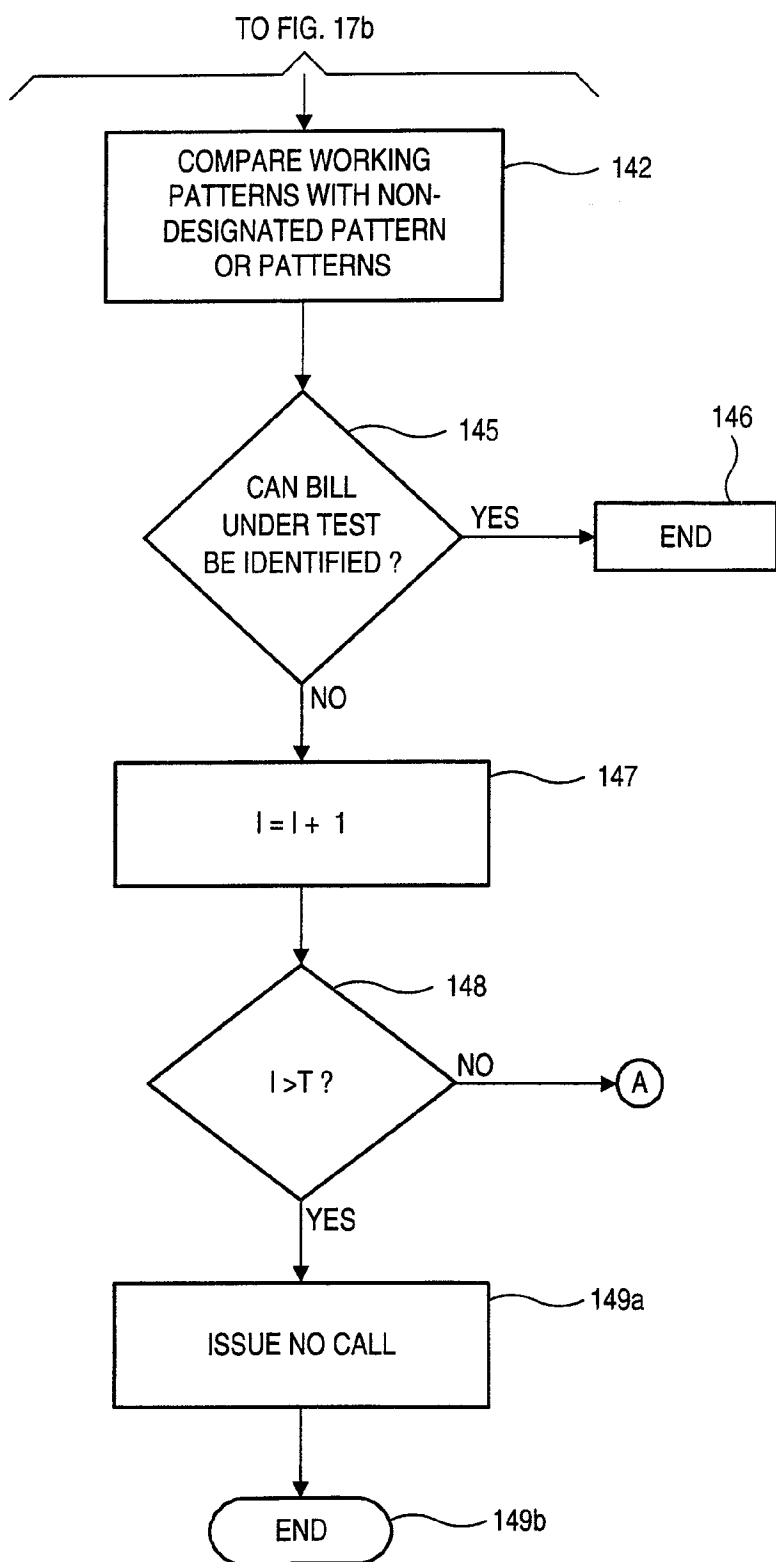 TO FIG. 17b
COMPARE WORKING
PATTERNS WITH NON-
DESIGNATED PATTERN
OR PATTERNS
142
145
CAN BILL
UNDER TEST
BE IDENTIFIED ?
YES
146
END
NO
147
I = I + 1
148
I >T ?
NO
A
YES
149a
ISSUE NO CALL
END
149b